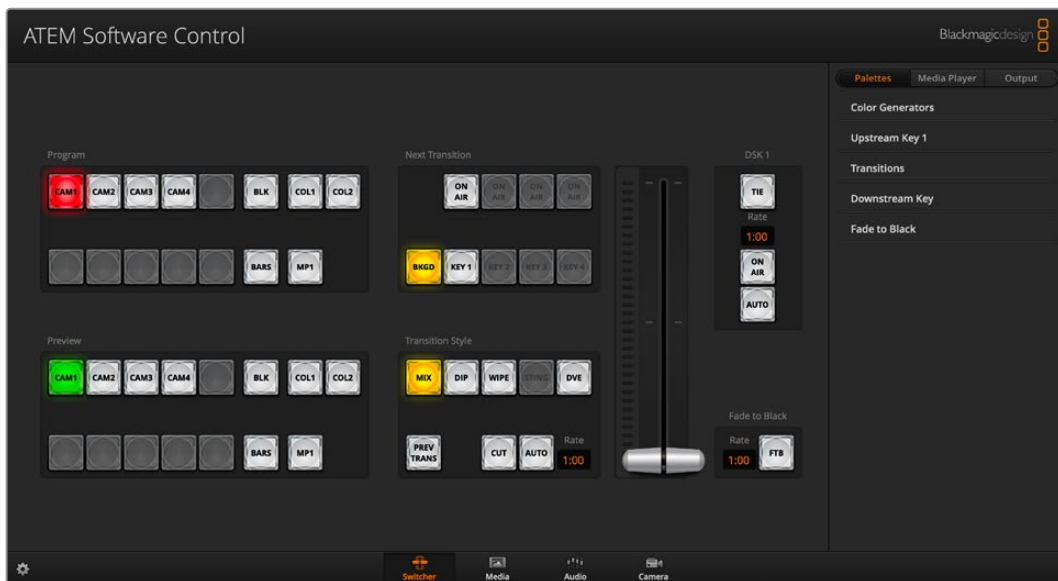 ATEM Software Control
Blackmagicdesign
Palettes Media Player Output
Color Generators
Upstream Key 1
Transitions
Downstream Key
Fade to Black
Program
CAM1 CAM2 CAM3 CAM4 BLK COL1 COL2
BARS MP1
Next Transition
ON AIR ON AIR ON AIR ON AIR
BKGD KEY 1 KEY 2 KEY 3 KEY 4
DSK 1
TIE
Rate
1:00
ON
AIR
AUTO
Preview
CAM1 CAM2 CAM3 CAM4 BLK COL1 COL2
BARS MP1
Transition Style
MIX DIP WIPE STING DVE
PREV
TRANS
CUT AUTO
Rate
1:00
Fade to Black
Rate
1:00
FTB
Switcher Media Audio Camera